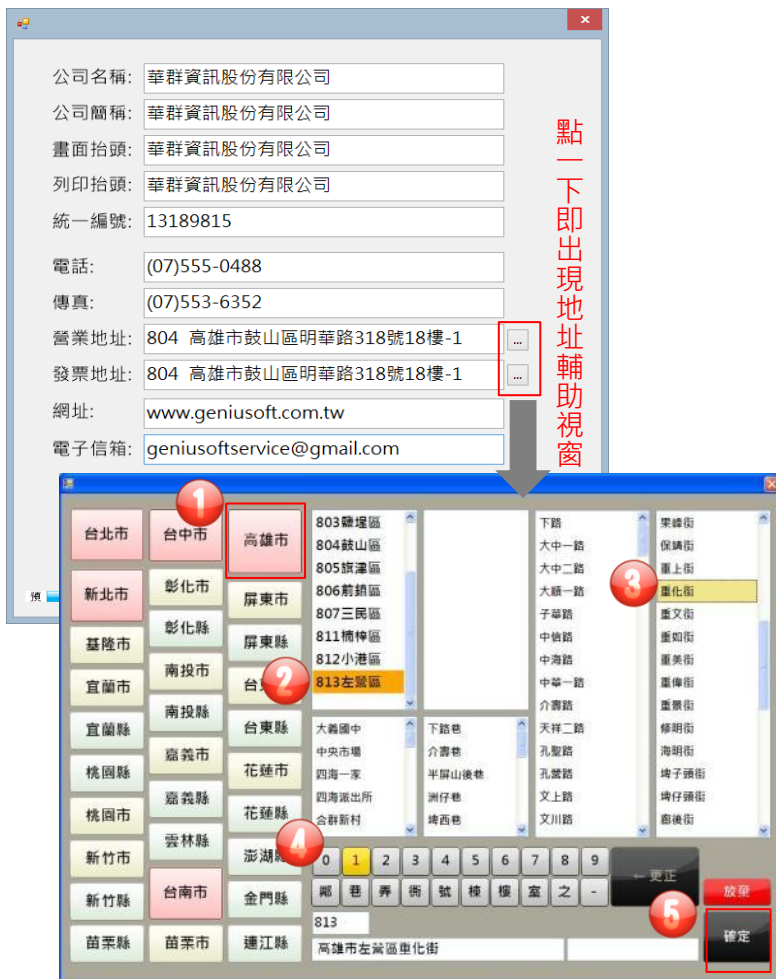 公司名稱: 華群資訊股份有限公司
公司簡稱: 華群資訊股份有限公司
畫面抬頭: 華群資訊股份有限公司
列印抬頭: 華群資訊股份有限公司
統一編號: 13189815
電話: (07)555-0488
傳真: (07)553-6352
營業地址: 804 高雄市鼓山區明華路318號18樓-1 ...
發票地址: 804 高雄市鼓山區明華路318號18樓-1 ...
網址: www.geniusoft.com.tw
電子信箱: geniusoftservice@gmail.com
點一下即出現地址輔助視窗
預
1
2
3
4
5
台北市
新北市
基隆市
宜蘭市
宜蘭縣
桃園縣
桃園市
新竹市
新竹縣
苗栗縣
台中市
彰化市
彰化縣
南投市
南投縣
嘉義市
嘉義縣
雲林縣
台南市
苗栗市
高雄市
屏東市
屏東縣
台
台東縣
花蓮市
花蓮縣
澎湖
金門縣
連江縣
803鹽埕區
804鼓山區
805旗津區
806前鎮區
807三民區
811楠梓區
812小港區
813左營區
大義國中
中央市場
四海一家
四海派出所
合群新村
下路巷
介壽巷
半屏山後巷
洲仔巷
埤西巷
下路
大中一路
大中二路
大順一路
子華路
中信路
中海路
中華一路
介壽路
天祥二路
孔聖路
孔營路
文上路
文川路
果峰街
保靖街
重上街
重化街
重文街
重如街
重美街
重偉街
重景街
修明街
海明街
埤子頭街
埤仔頭街
廍後街
0 1 2 3 4 5 6 7 8 9
鄰 巷 弄 衖 號 棟 樓 室 之 -
←更正
放棄
確定
813
高雄市左營區重化街